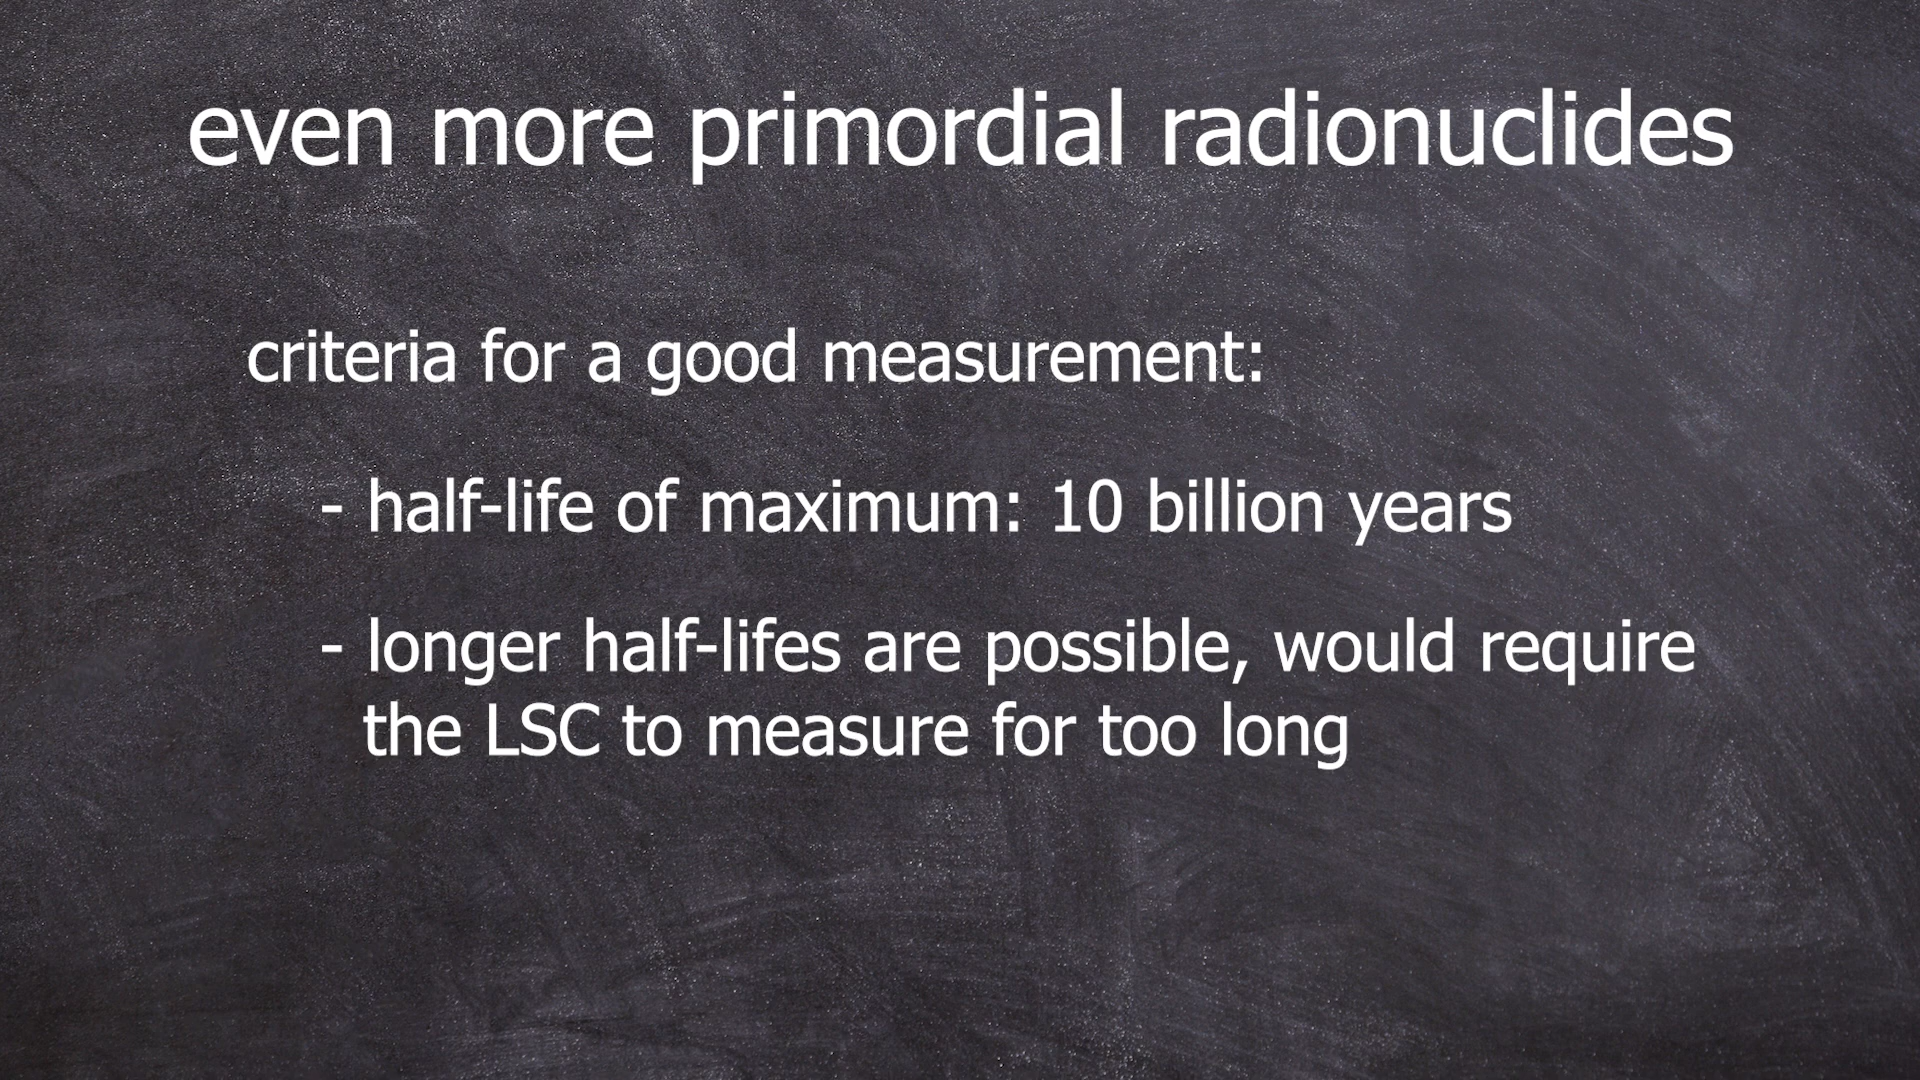 even more primordial radionuclides
criteria for a good measurement:
- half-life of maximum: 10 billion years
- longer half-lifes are possible, would require
the LSC to measure for too long